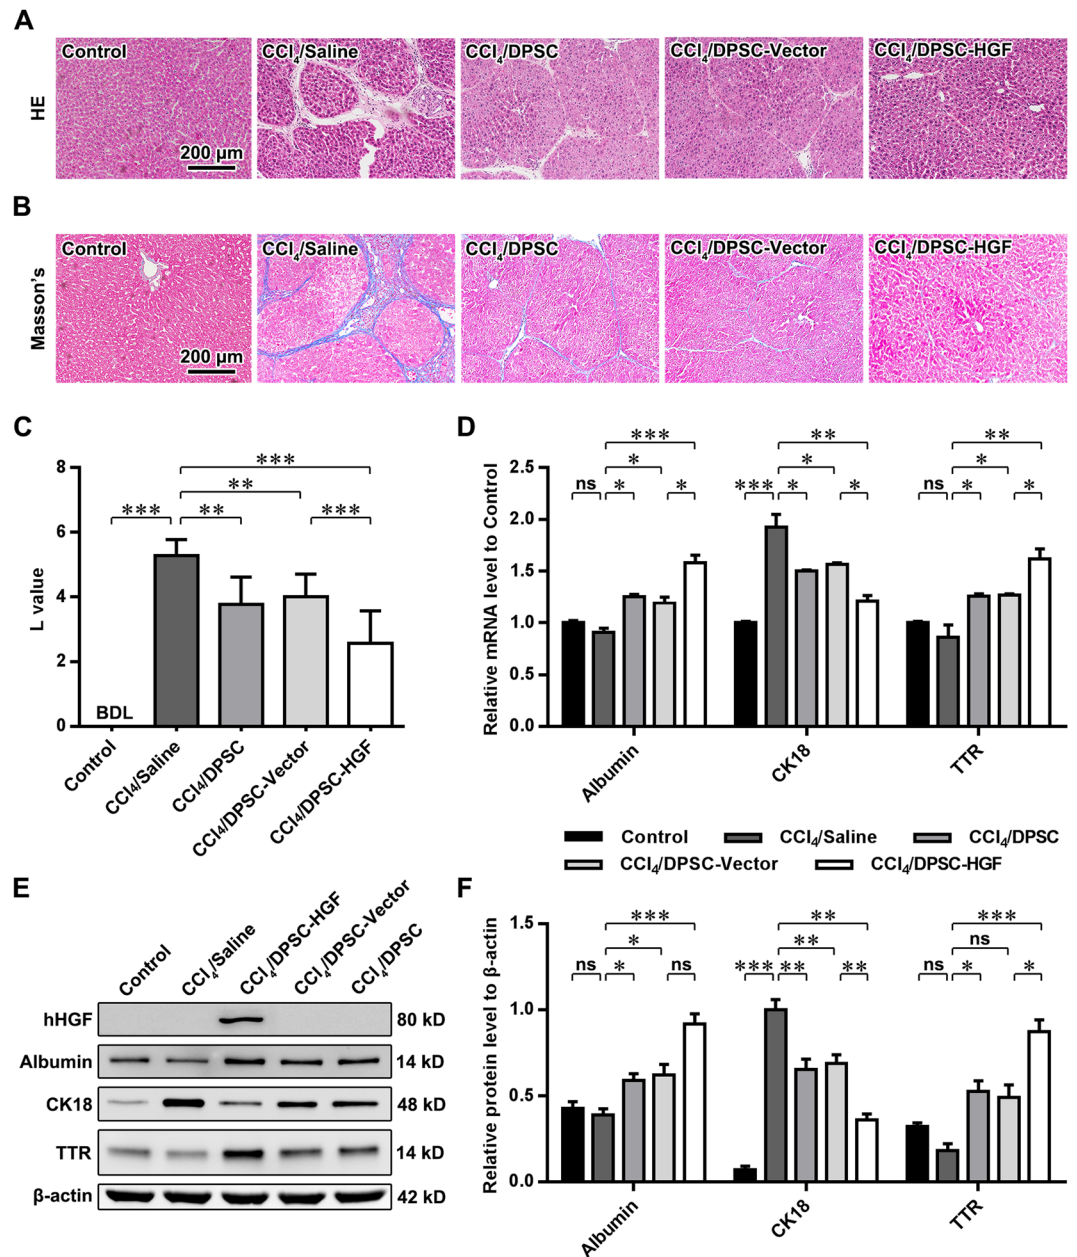 A
HE
Control
CCl4/Saline
CCl4/DPSC
CCl4/DPSC-Vector
CCl4/DPSC-HGF
200 μm
B
Masson's
Control
CCl4/Saline
CCl4/DPSC
CCl4/DPSC-Vector
CCl4/DPSC-HGF
200 μm
C
L value
8
6
4
2
0
***
**
***
**
***
BDL
Control
CCl4/Saline
CCl4/DPSC
CCl4/DPSC-Vector
CCl4/DPSC-HGF
D
Relative mRNA level to Control
2.5
2.0
1.5
1.0
0.5
0.0
*** ** **
* * *
ns * * *** * * ns * *
Albumin
CK18
TTR
Control
CCl4/Saline
CCl4/DPSC
CCl4/DPSC-Vector
CCl4/DPSC-HGF
E
Control
CCl4/Saline
CCl4/DPSC-HGF
CCl4/DPSC-Vector
CCl4/DPSC
hHGF 80 kD
Albumin 14 kD
CK18 48 kD
TTR 14 kD
β-actin 42 kD
F
Relative protein level to β-actin
1.5
1.0
0.5
0.0
*** ** ***
* ** ns
ns * ns *** ** ** ns * *
Albumin
CK18
TTR